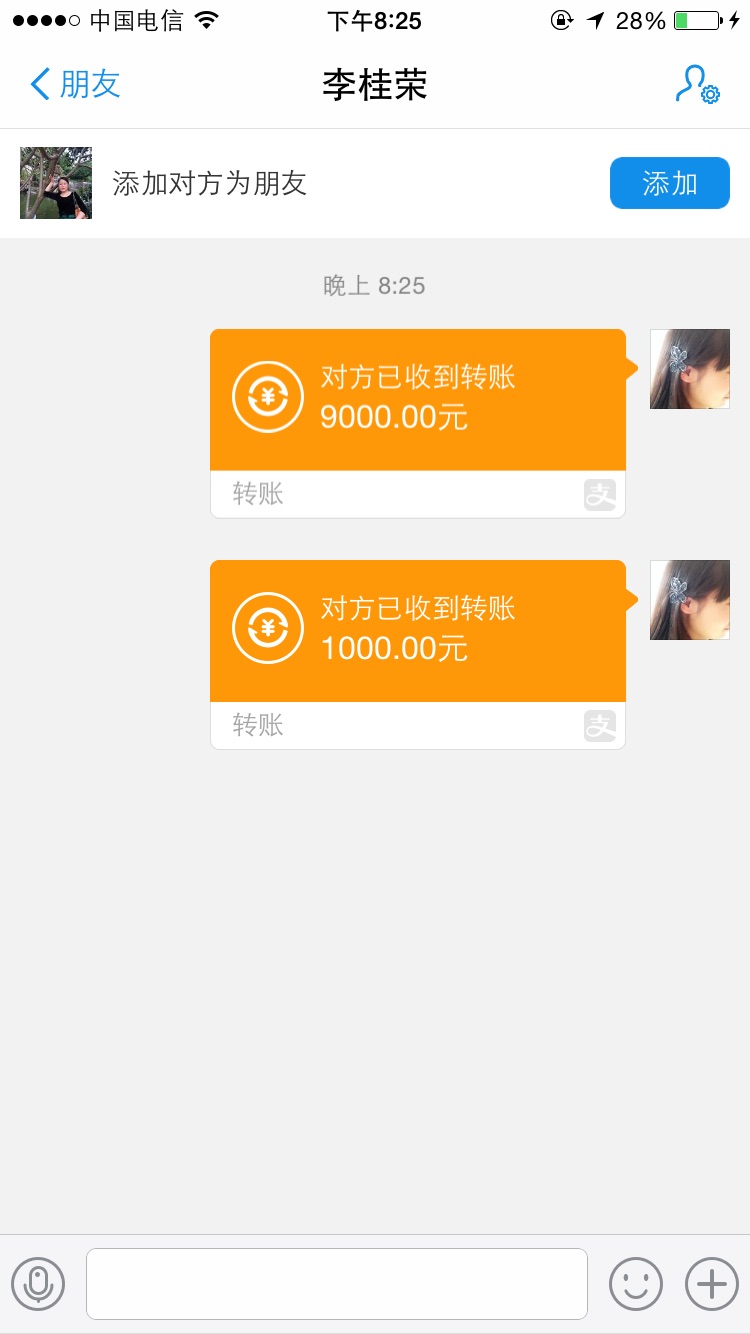 中国电信
下午8:25
28%
朋友
李桂荣
添加对方为朋友
添加
晚上 8:25
对方已收到转账
9000.00元
转账
支
对方已收到转账
1000.00元
转账
支